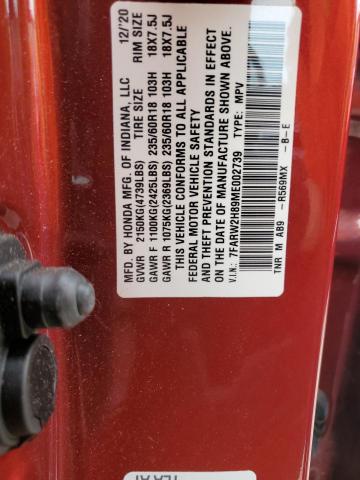 MFD. BY HONDA MFG. OF INDIANA, LLC 12/'20
GVWR 2150KG(4739LBS) TIRE SIZE RIM SIZE
GAWR F 1100KG(2425LBS) 235/60R18 103H 18X7.5J
GAWR R 1075KG(2369LBS) 235/60R18 103H 18X7.5J
THIS VEHICLE CONFORMS TO ALL APPLICABLE
FEDERAL MOTOR VEHICLE SAFETY
AND THEFT PREVENTION STANDARDS IN EFFECT
ON THE DATE OF MANUFACTURE SHOWN ABOVE.
V.I.N.: 7FARW2H89ME002739 TYPE: MPV
TNR M AB9 - R569MX - B - E